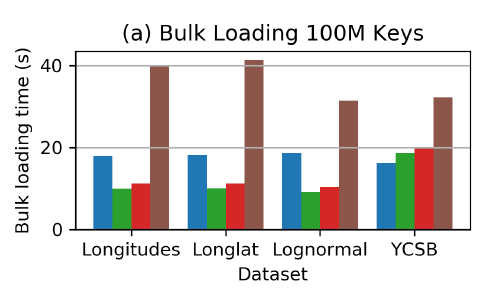 (a) Bulk Loading 100M Keys
Bulk loading time (s)
40
20
0
Longitudes Longlat Lognormal YCSB
Dataset